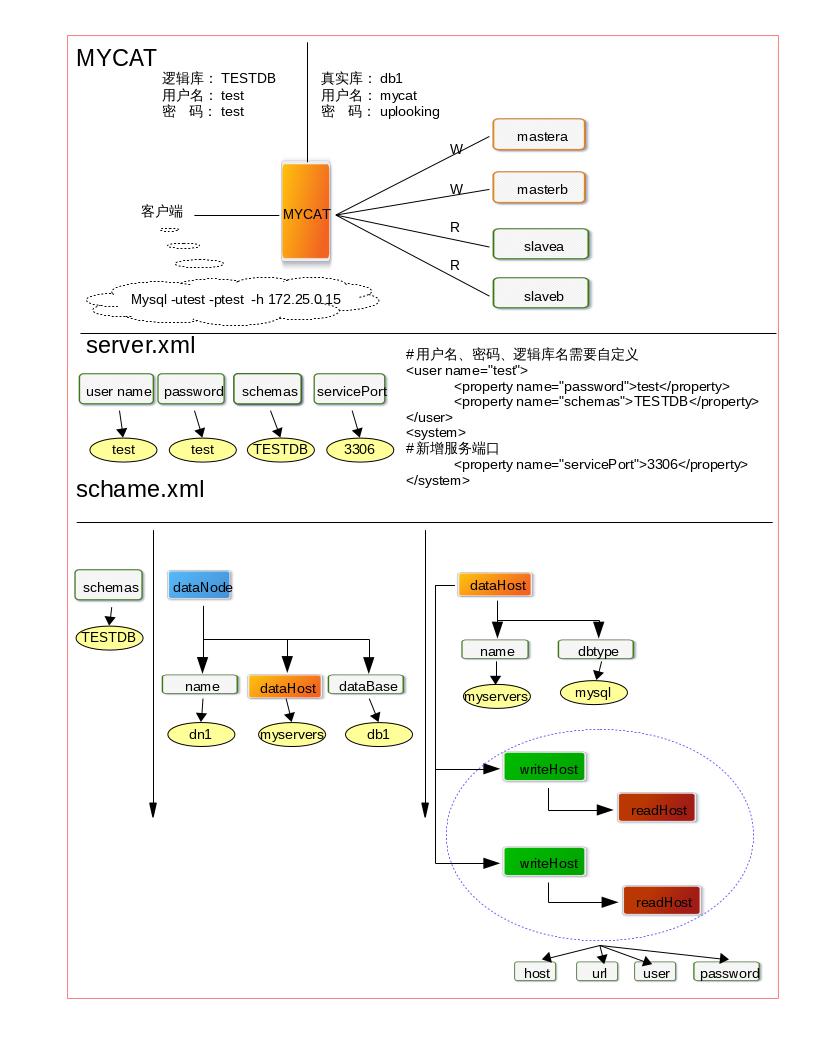 MYCAT
逻辑库： TESTDB
用户名： test
密 码： test
真实库： db1
用户名： mycat
密 码： uplooking
mastera
W
masterb
W
客户端
MYCAT
R
slavea
R
slaveb
Mysql -utest -ptest -h 172.25.0.15
server.xml
user name
password
schemas
servicePort
test
test
TESTDB
3306
#用户名、密码、逻辑库名需要自定义
<user name="test">
<property name="password">test</property>
<property name="schemas">TESTDB</property>
</user>
<system>
#新增服务端口
<property name="servicePort">3306</property>
</system>
schame.xml
schemas
TESTDB
dataNode
name
dataHost
dataBase
dn1
myservers
db1
dataHost
name
dbtype
myservers
mysql
writeHost
readHost
writeHost
readHost
host
url
user
password